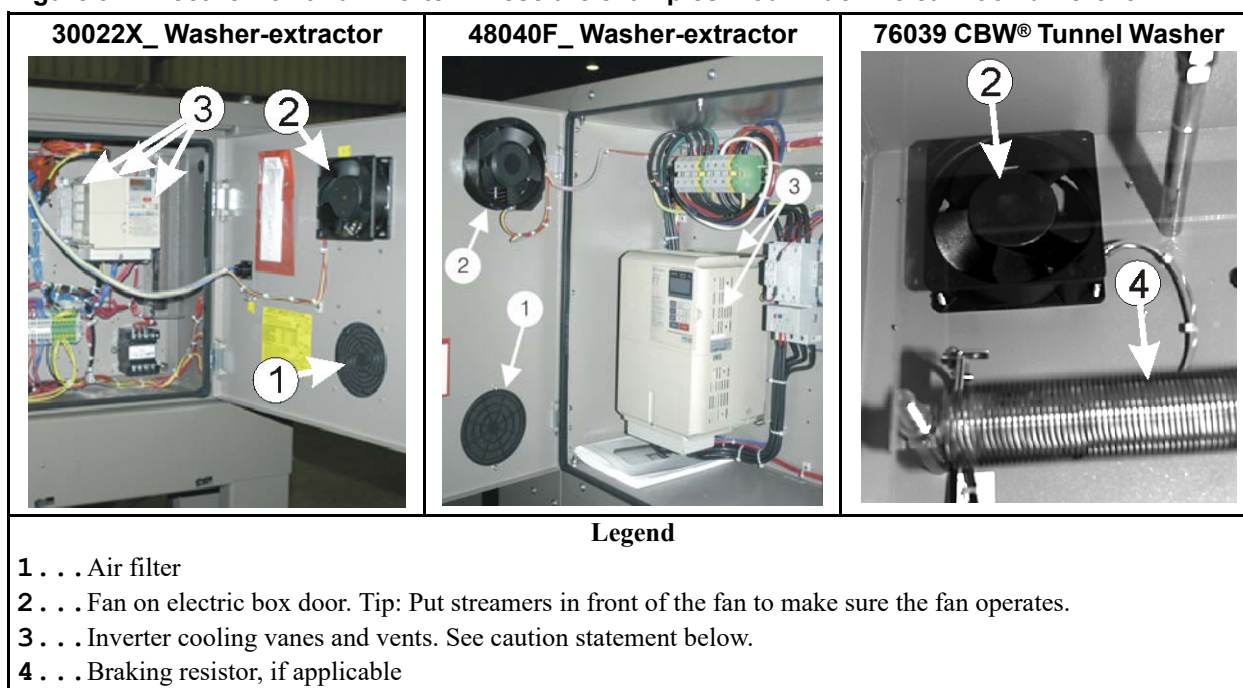 30022X_ Washer-extractor
48040F_ Washer-extractor
76039 CBW® Tunnel Washer
3
2
1
2
1
3
2
4
Legend
1 . . . Air filter
2 . . . Fan on electric box door. Tip: Put streamers in front of the fan to make sure the fan operates.
3 . . . Inverter cooling vanes and vents. See caution statement below.
4 . . . Braking resistor, if applicable